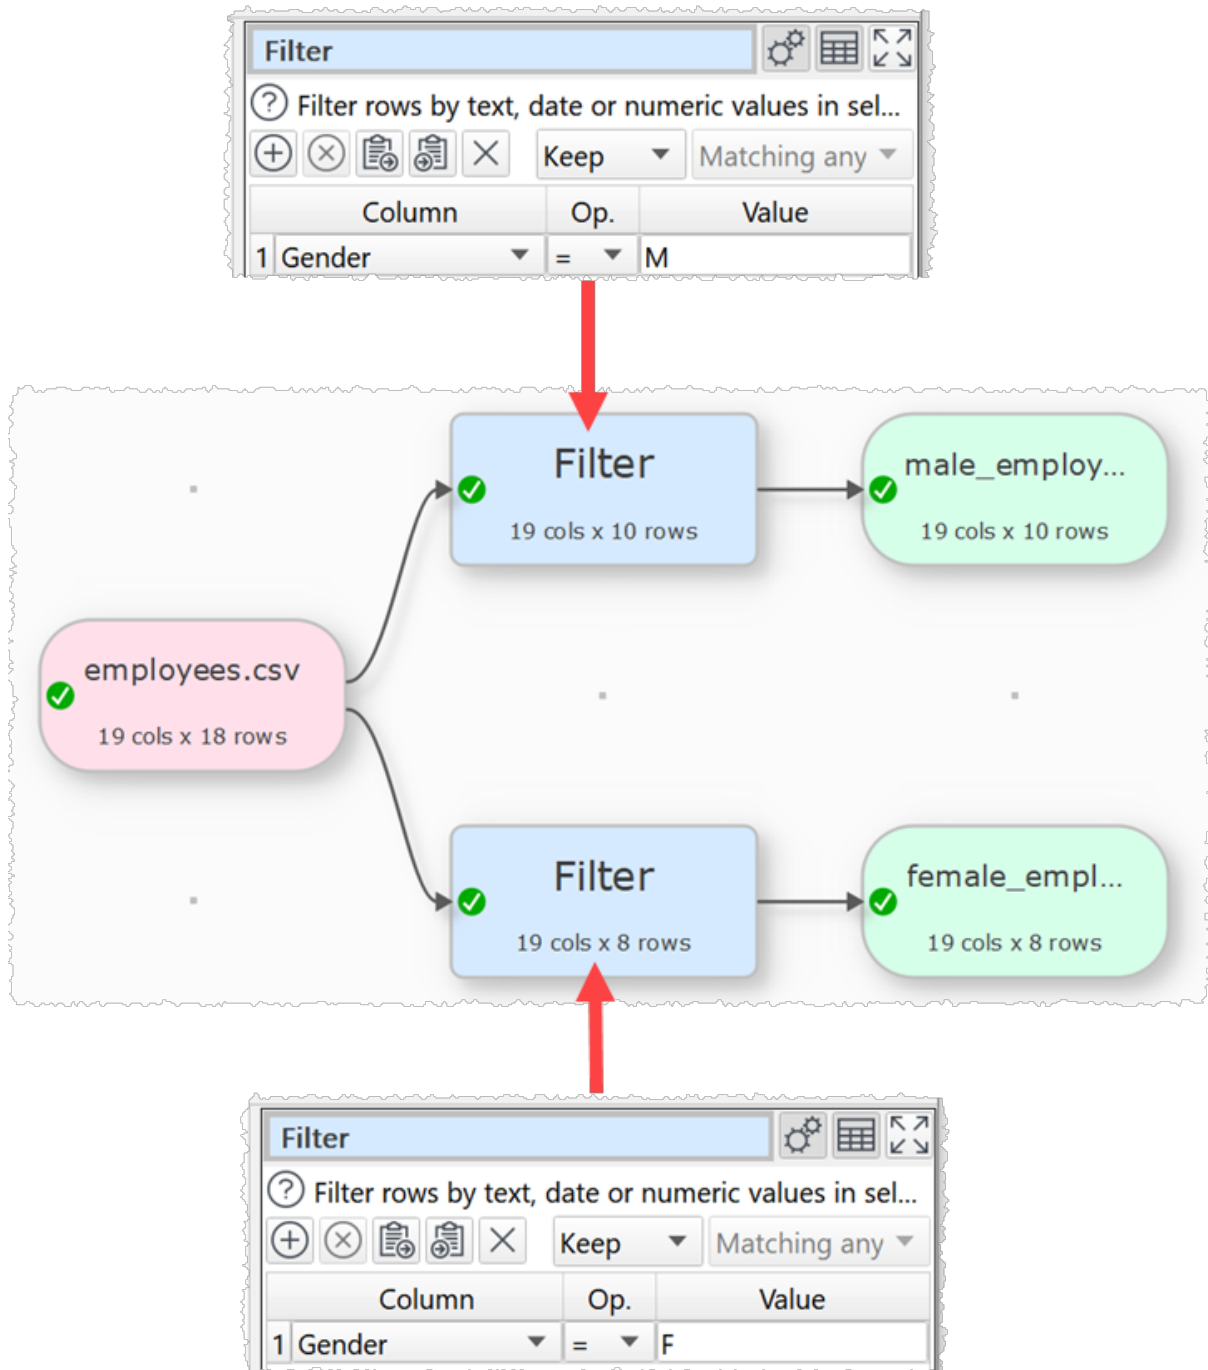 Filter
Filter rows by text, date or numeric values in sel...
Keep Matching any
Column Op. Value
1 Gender = M
Filter
19 cols x 10 rows
male_employ...
19 cols x 10 rows
employees.csv
19 cols x 18 rows
Filter
19 cols x 8 rows
female_empl...
19 cols x 8 rows
Filter
Filter rows by text, date or numeric values in sel...
Keep Matching any
Column Op. Value
1 Gender = F